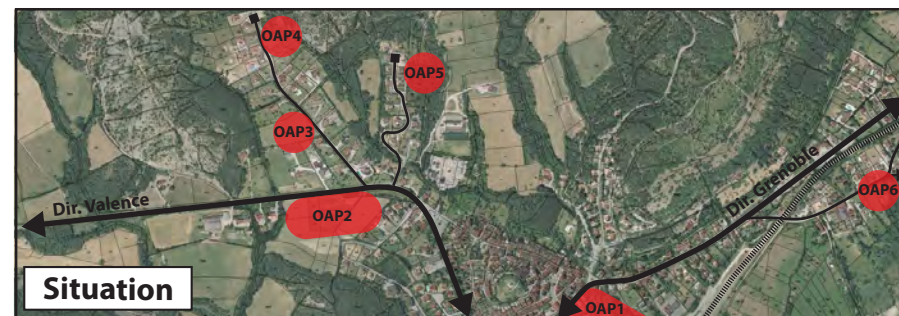 OAP4
OAP5
OAP3
Dir. Valence
OAP2
Dir. Grenoble
OAP6
OAP1
Situation